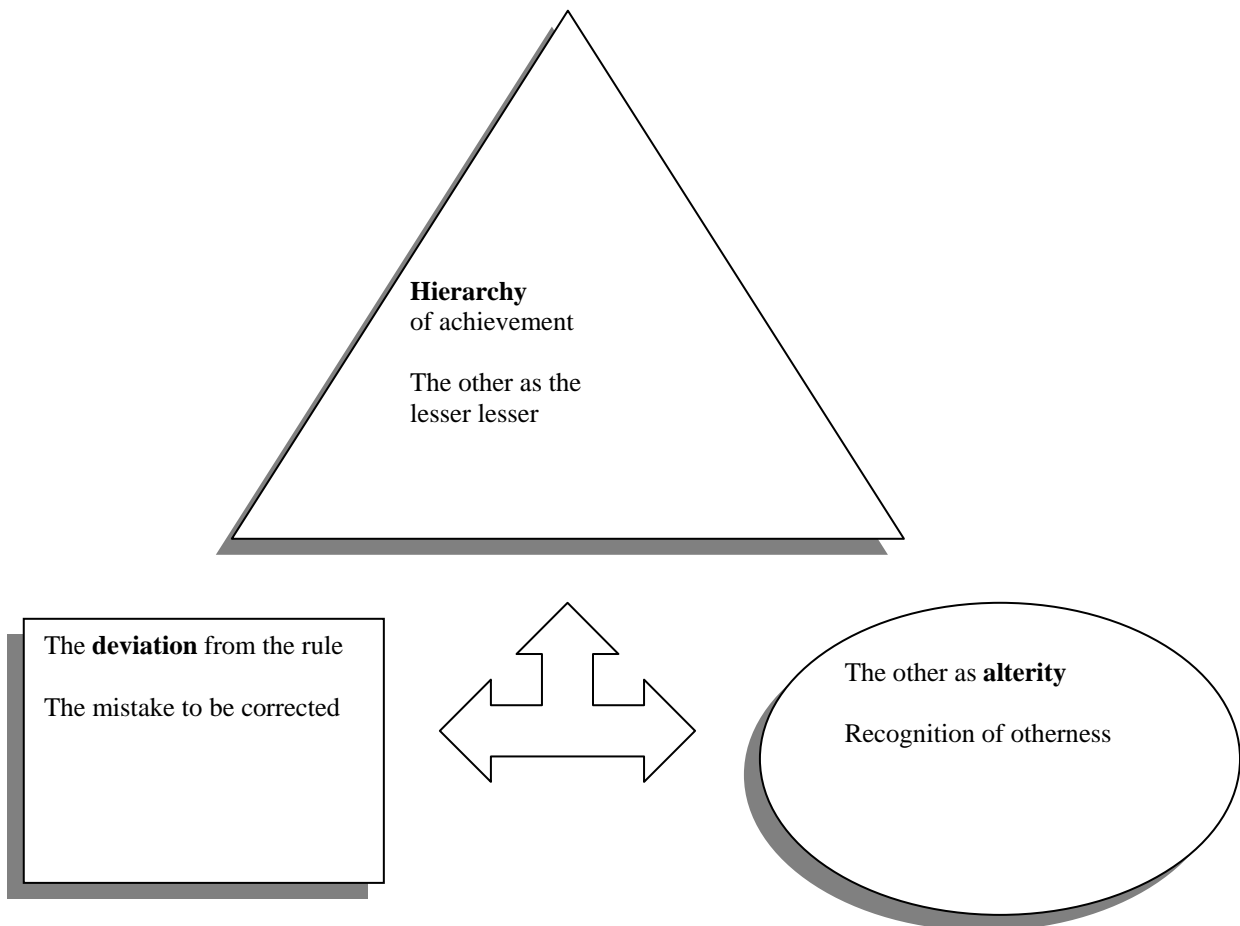 Hierarchy
of achievement
The other as the
lesser lesser
The deviation from the rule
The mistake to be corrected
The other as alterity
Recognition of otherness